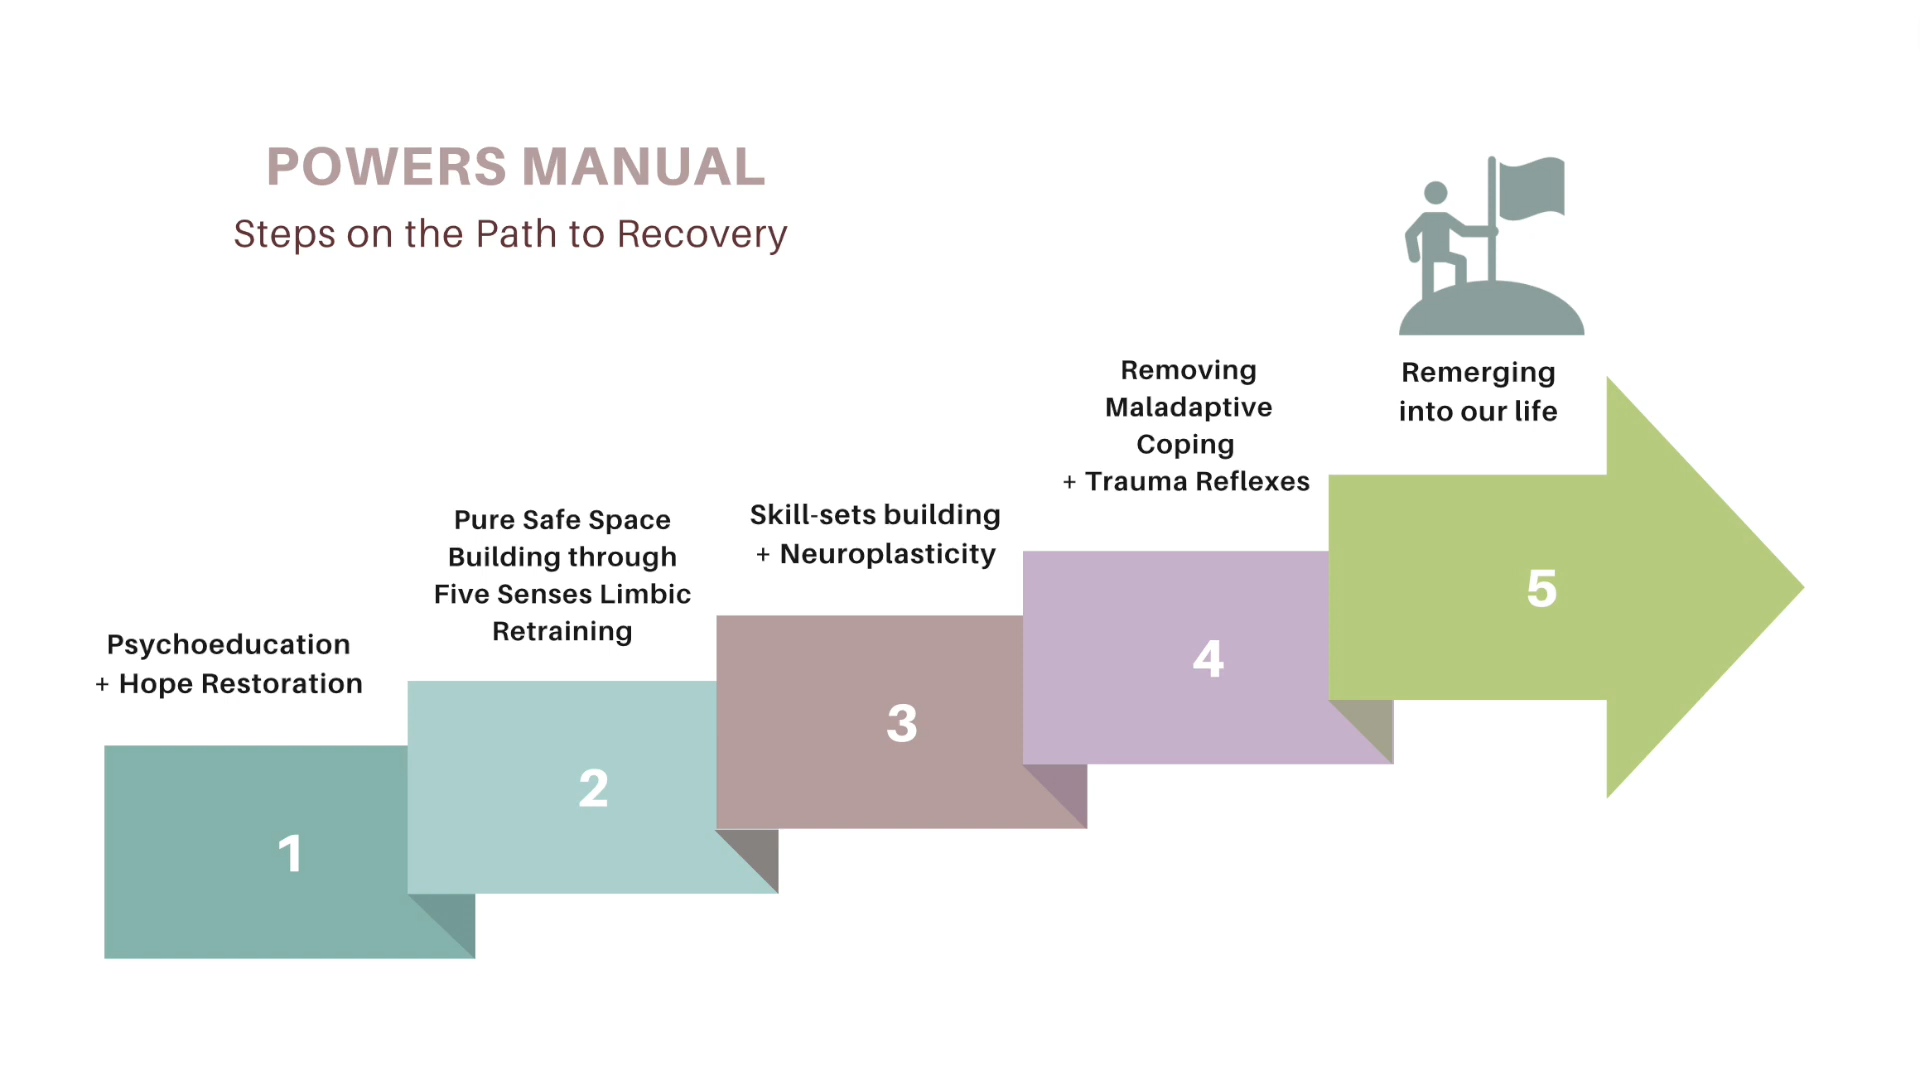 POWERS MANUAL
Steps on the Path to Recovery
Psychoeducation
+ Hope Restoration
1
Pure Safe Space
Building through
Five Senses Limbic
Retraining
2
Skill-sets building
+ Neuroplasticity
3
Removing
Maladaptive
Coping
+ Trauma Reflexes
4
Remerging
into our life
5